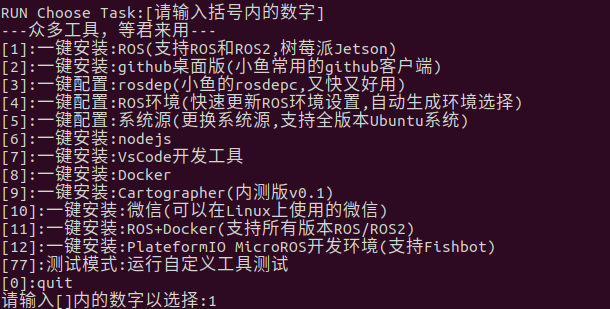 RUN Choose Task:[请输入括号内的数字]
---众多工具，等君来用---
[1]:一键安装:ROS(支持ROS和ROS2,树莓派Jetson)
[2]:一键安装:github桌面版(小鱼常用的github客户端)
[3]:一键配置:rosdep(小鱼的rosdepc,又快又好用)
[4]:一键配置:ROS环境(快速更新ROS环境设置,自动生成环境选择)
[5]:一键配置:系统源(更换系统源,支持全版本Ubuntu系统)
[6]:一键安装:nodejs
[7]:一键安装:VsCode开发工具
[8]:一键安装:Docker
[9]:一键安装:Cartographer(内测版v0.1)
[10]:一键安装:微信(可以在Linux上使用的微信)
[11]:一键安装:ROS+Docker(支持所有版本ROS/ROS2)
[12]:一键安装:PlateformIO MicroROS开发环境(支持Fishbot)
[77]:测试模式:运行自定义工具测试
[0]:quit
请输入[]内的数字以选择:1